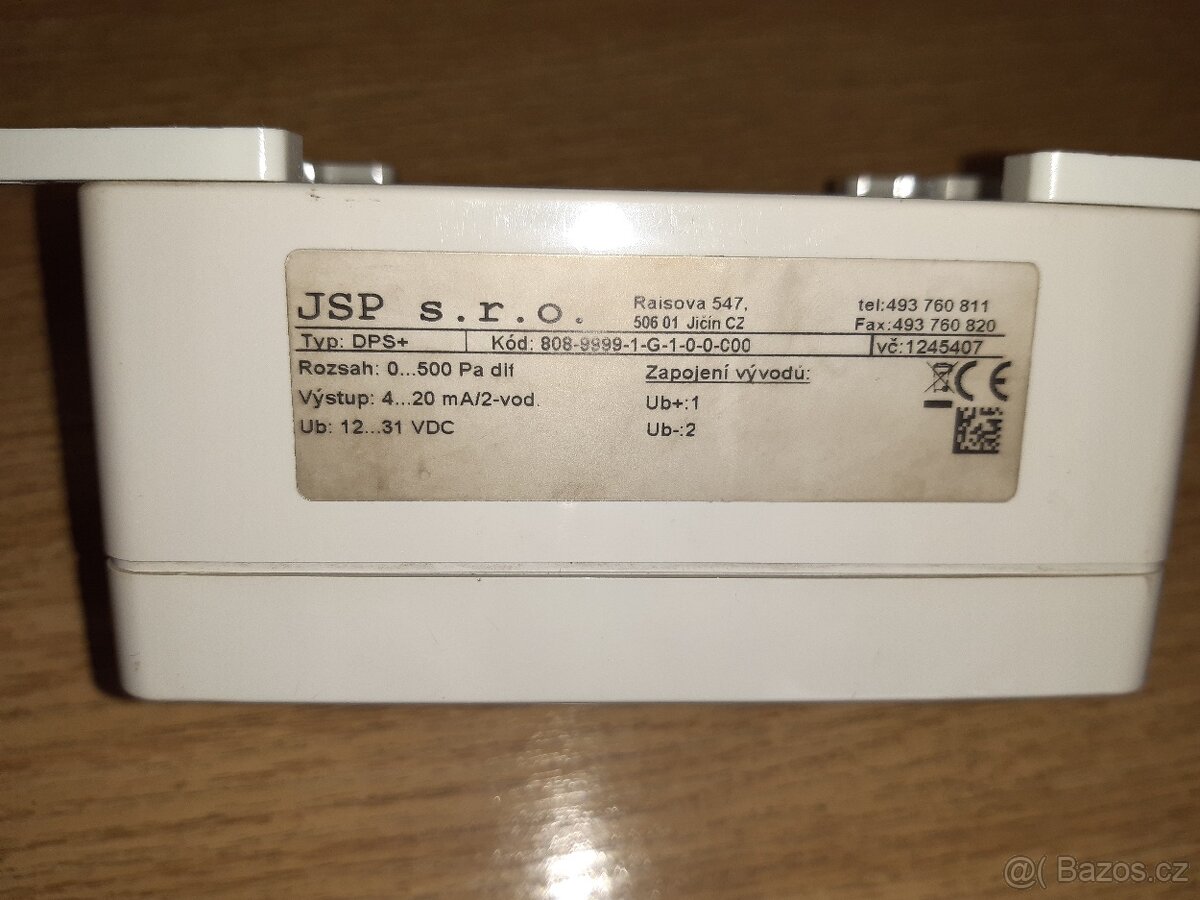 JSP s.r.o.
Raisova 547,
506 01 Jičín CZ
tel:493 760 811
Fax:493 760 820
Typ: DPS+ Kód: 808-9999-1-G-1-0-0-000 vč:1245407
Rozsah: 0...500 Pa dif
Výstup: 4...20 mA/2-vod.
Ub: 12...31 VDC
Zapojení vývodů:
Ub+:1
Ub-:2
CE
@( Bazos.cz